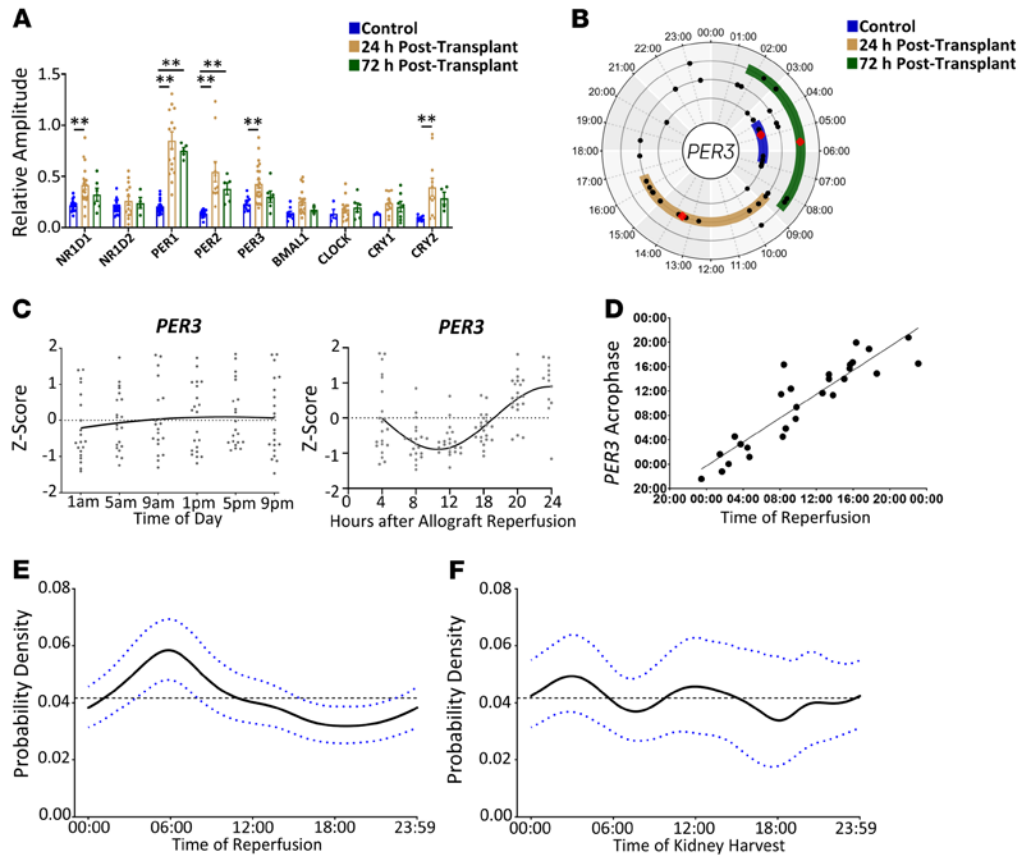 A
Control
24 h Post-Transplant
72 h Post-Transplant
Relative Amplitude
1.5
1.0
0.5
0.0
** ** ** ** ** ** **
NR1D1 NR1D2 PER1 PER2 PER3 BMAL1 CLOCK CRY1 CRY2
B
Control
24 h Post-Transplant
72 h Post-Transplant
00:00
01:00
02:00
03:00
04:00
05:00
06:00
07:00
08:00
09:00
10:00
11:00
12:00
13:00
14:00
15:00
16:00
17:00
18:00
19:00
20:00
21:00
22:00
23:00
PER3
C
PER3
Z-Score
2
1
0
-1
-2
1am 5am 9am 1pm 5pm 9pm
Time of Day
PER3
Z-Score
2
1
0
-1
-2
0 4 8 12 18 20 24
Hours after Allograft Reperfusion
D
PER3 Acrophase
00:00
20:00
16:00
12:00
08:00
04:00
00:00
20:00
20:00 00:00 04:00 08:00 12:00 16:00 20:00 00:00
Time of Reperfusion
E
Probability Density
0.08
0.06
0.04
0.02
0.00
00:00 06:00 12:00 18:00 23:59
Time of Reperfusion
F
Probability Density
0.08
0.06
0.04
0.02
0.00
00:00 06:00 12:00 18:00 23:59
Time of Kidney Harvest